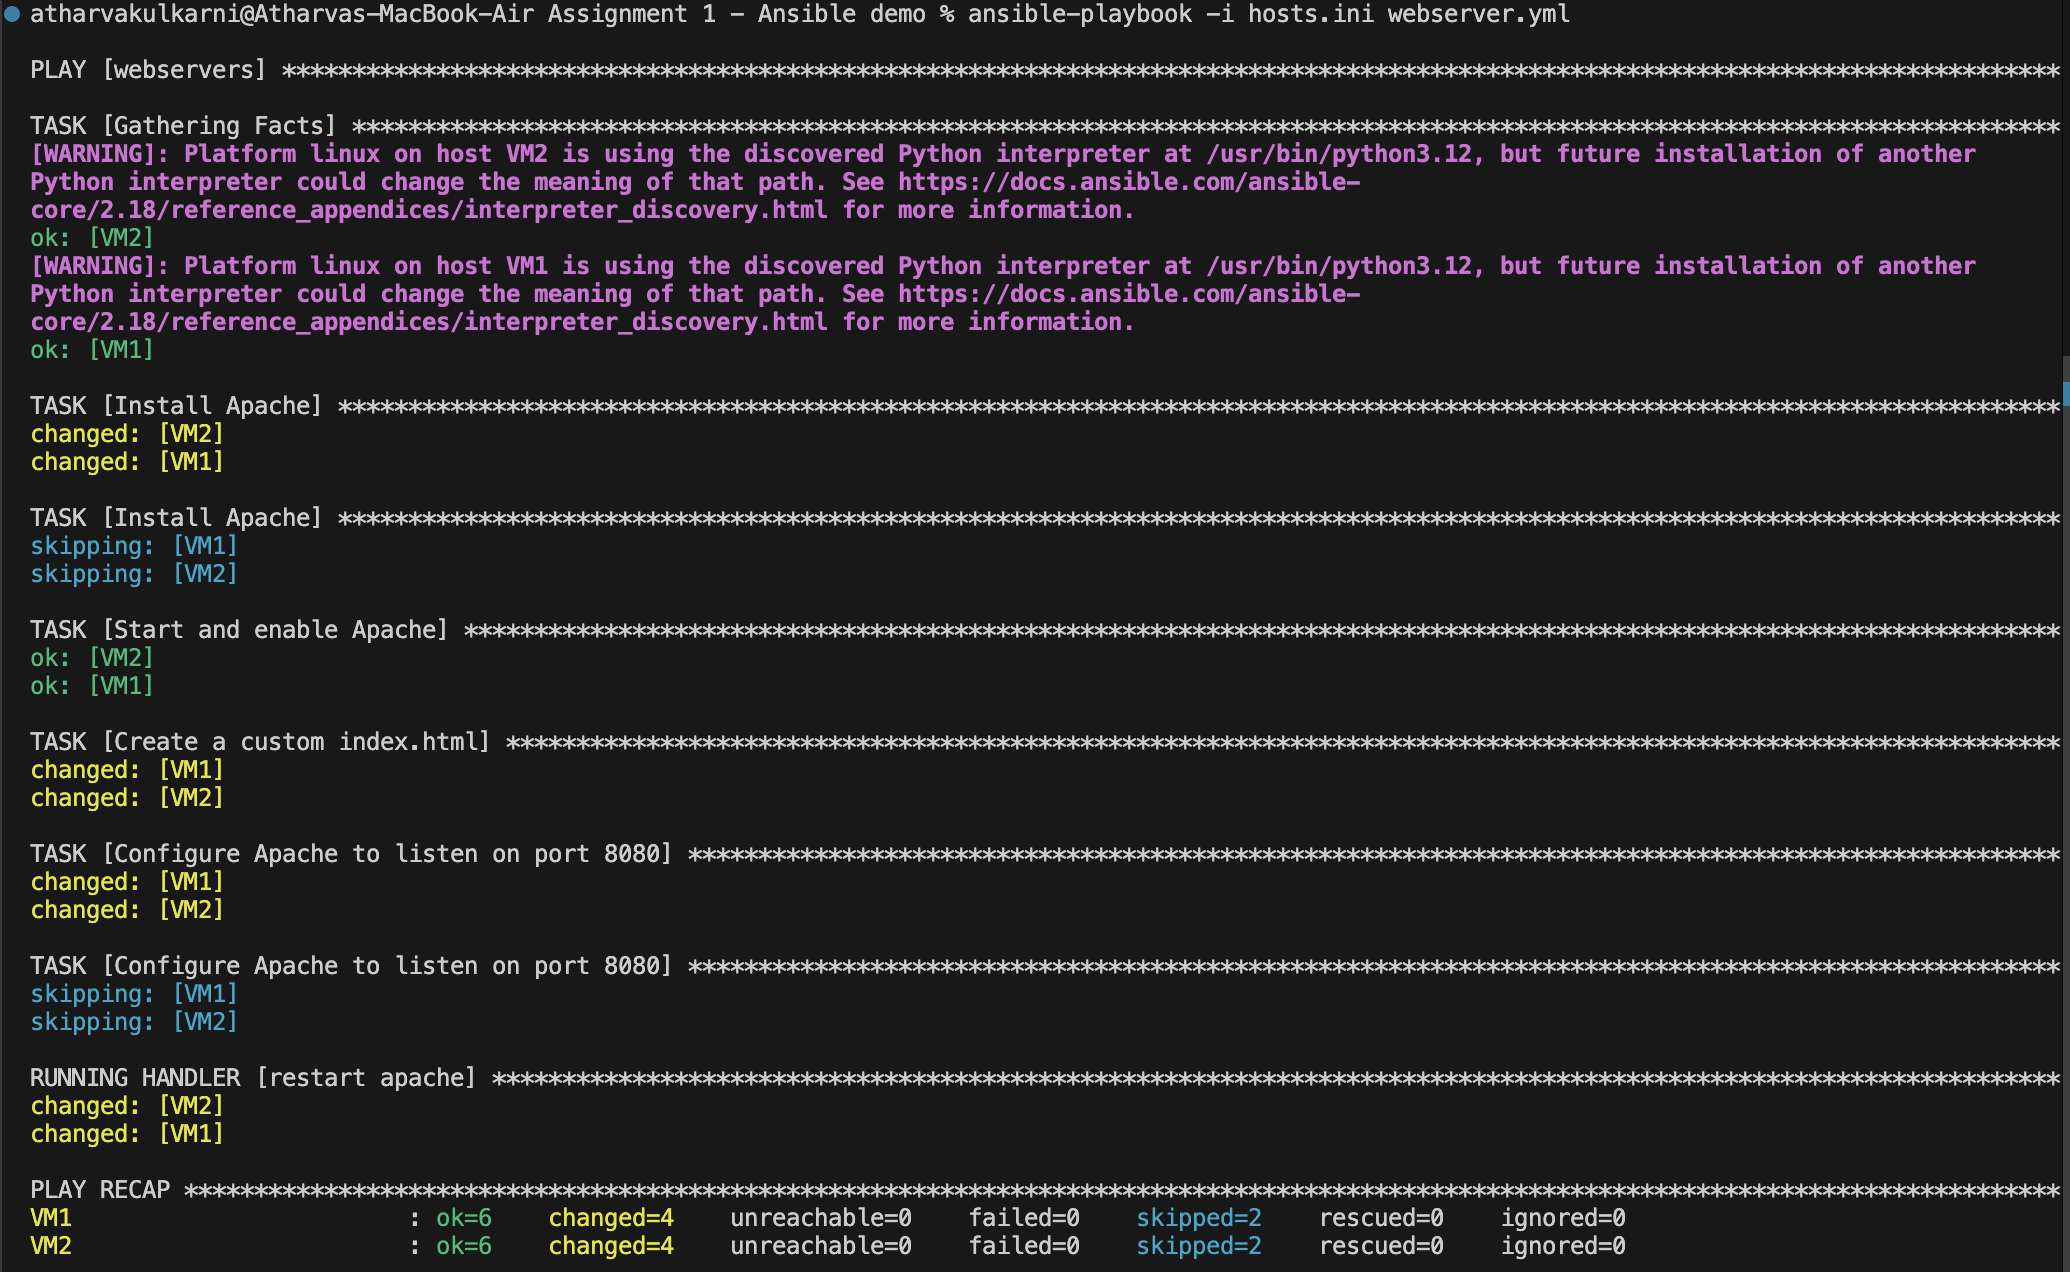 atharvakulkarni@Atharvas-MacBook-Air Assignment 1 - Ansible demo % ansible-playbook -i hosts.ini webserver.yml
PLAY [webservers] *******************************************************************************************************************************
TASK [Gathering Facts] **************************************************************************************************************************
[WARNING]: Platform linux on host VM2 is using the discovered Python interpreter at /usr/bin/python3.12, but future installation of another
Python interpreter could change the meaning of that path. See https://docs.ansible.com/ansible-
core/2.18/reference_appendices/interpreter_discovery.html for more information.
ok: [VM2]
[WARNING]: Platform linux on host VM1 is using the discovered Python interpreter at /usr/bin/python3.12, but future installation of another
Python interpreter could change the meaning of that path. See https://docs.ansible.com/ansible-
core/2.18/reference_appendices/interpreter_discovery.html for more information.
ok: [VM1]
TASK [Install Apache] ***************************************************************************************************************************
changed: [VM2]
changed: [VM1]
TASK [Install Apache] ***************************************************************************************************************************
skipping: [VM1]
skipping: [VM2]
TASK [Start and enable Apache] ******************************************************************************************************************
ok: [VM2]
ok: [VM1]
TASK [Create a custom index.html] ***************************************************************************************************************
changed: [VM1]
changed: [VM2]
TASK [Configure Apache to listen on port 8080] **************************************************************************************************
changed: [VM1]
changed: [VM2]
TASK [Configure Apache to listen on port 8080] **************************************************************************************************
skipping: [VM1]
skipping: [VM2]
RUNNING HANDLER [restart apache] ****************************************************************************************************************
changed: [VM2]
changed: [VM1]
PLAY RECAP **************************************************************************************************************************************
VM1                        : ok=6    changed=4    unreachable=0    failed=0    skipped=2    rescued=0    ignored=0
VM2                        : ok=6    changed=4    unreachable=0    failed=0    skipped=2    rescued=0    ignored=0